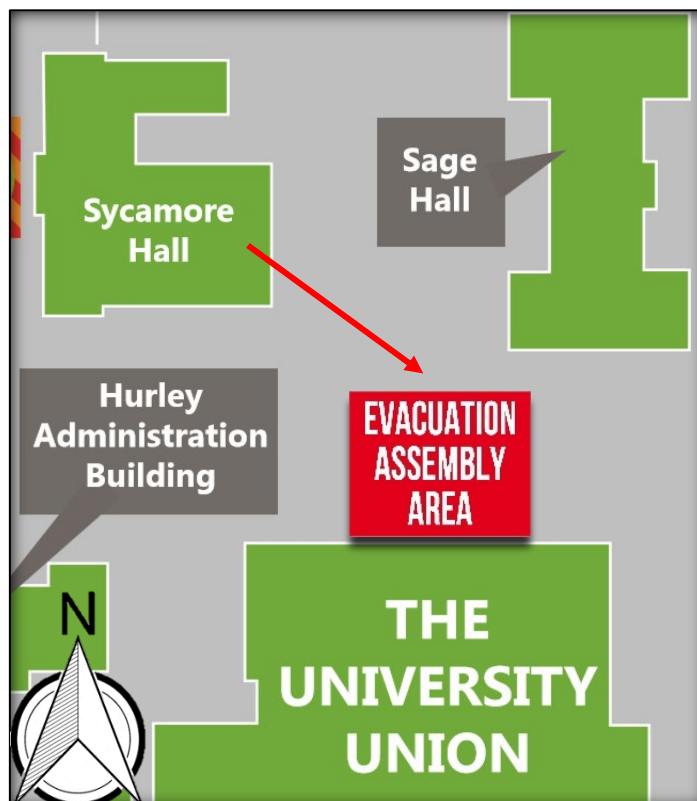 Sycamore
Hall
Sage
Hall
Hurley
Administration
Building
EVACUATION
ASSEMBLY
AREA
N
THE
UNIVERSITY
UNION